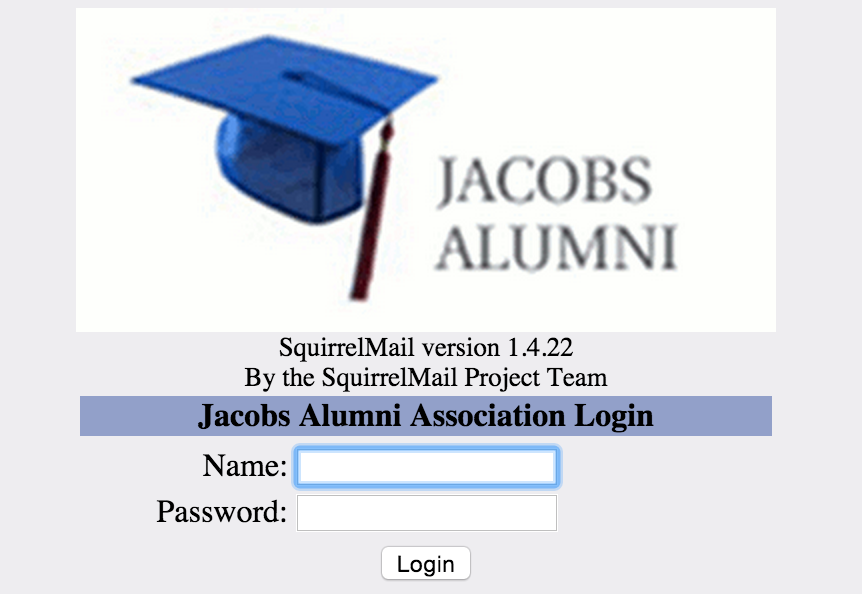 JACOBS
ALUMNI
SquirrelMail version 1.4.22
By the SquirrelMail Project Team
Jacobs Alumni Association Login
Name:
Password:
Login